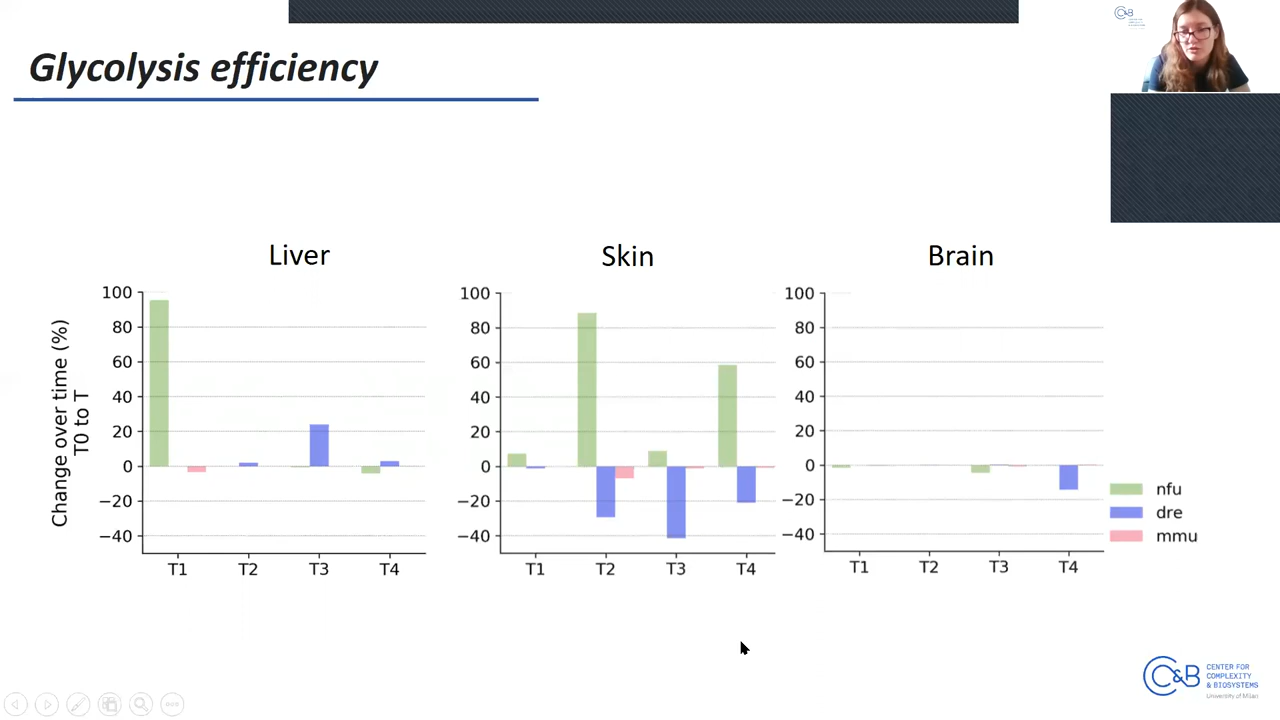 Glycolysis efficiency
C&B
Liver
Skin
Brain
Change over time (%)
T0 to T
100
80
60
40
20
0
−20
−40
T1 T2 T3 T4
100
80
60
40
20
0
−20
−40
T1 T2 T3 T4
100
80
60
40
20
0
−20
−40
T1 T2 T3 T4
nfu
dre
mmu
C&B
CENTER FOR
COMPLEXITY
& BIOSYSTEMS
University of Milan